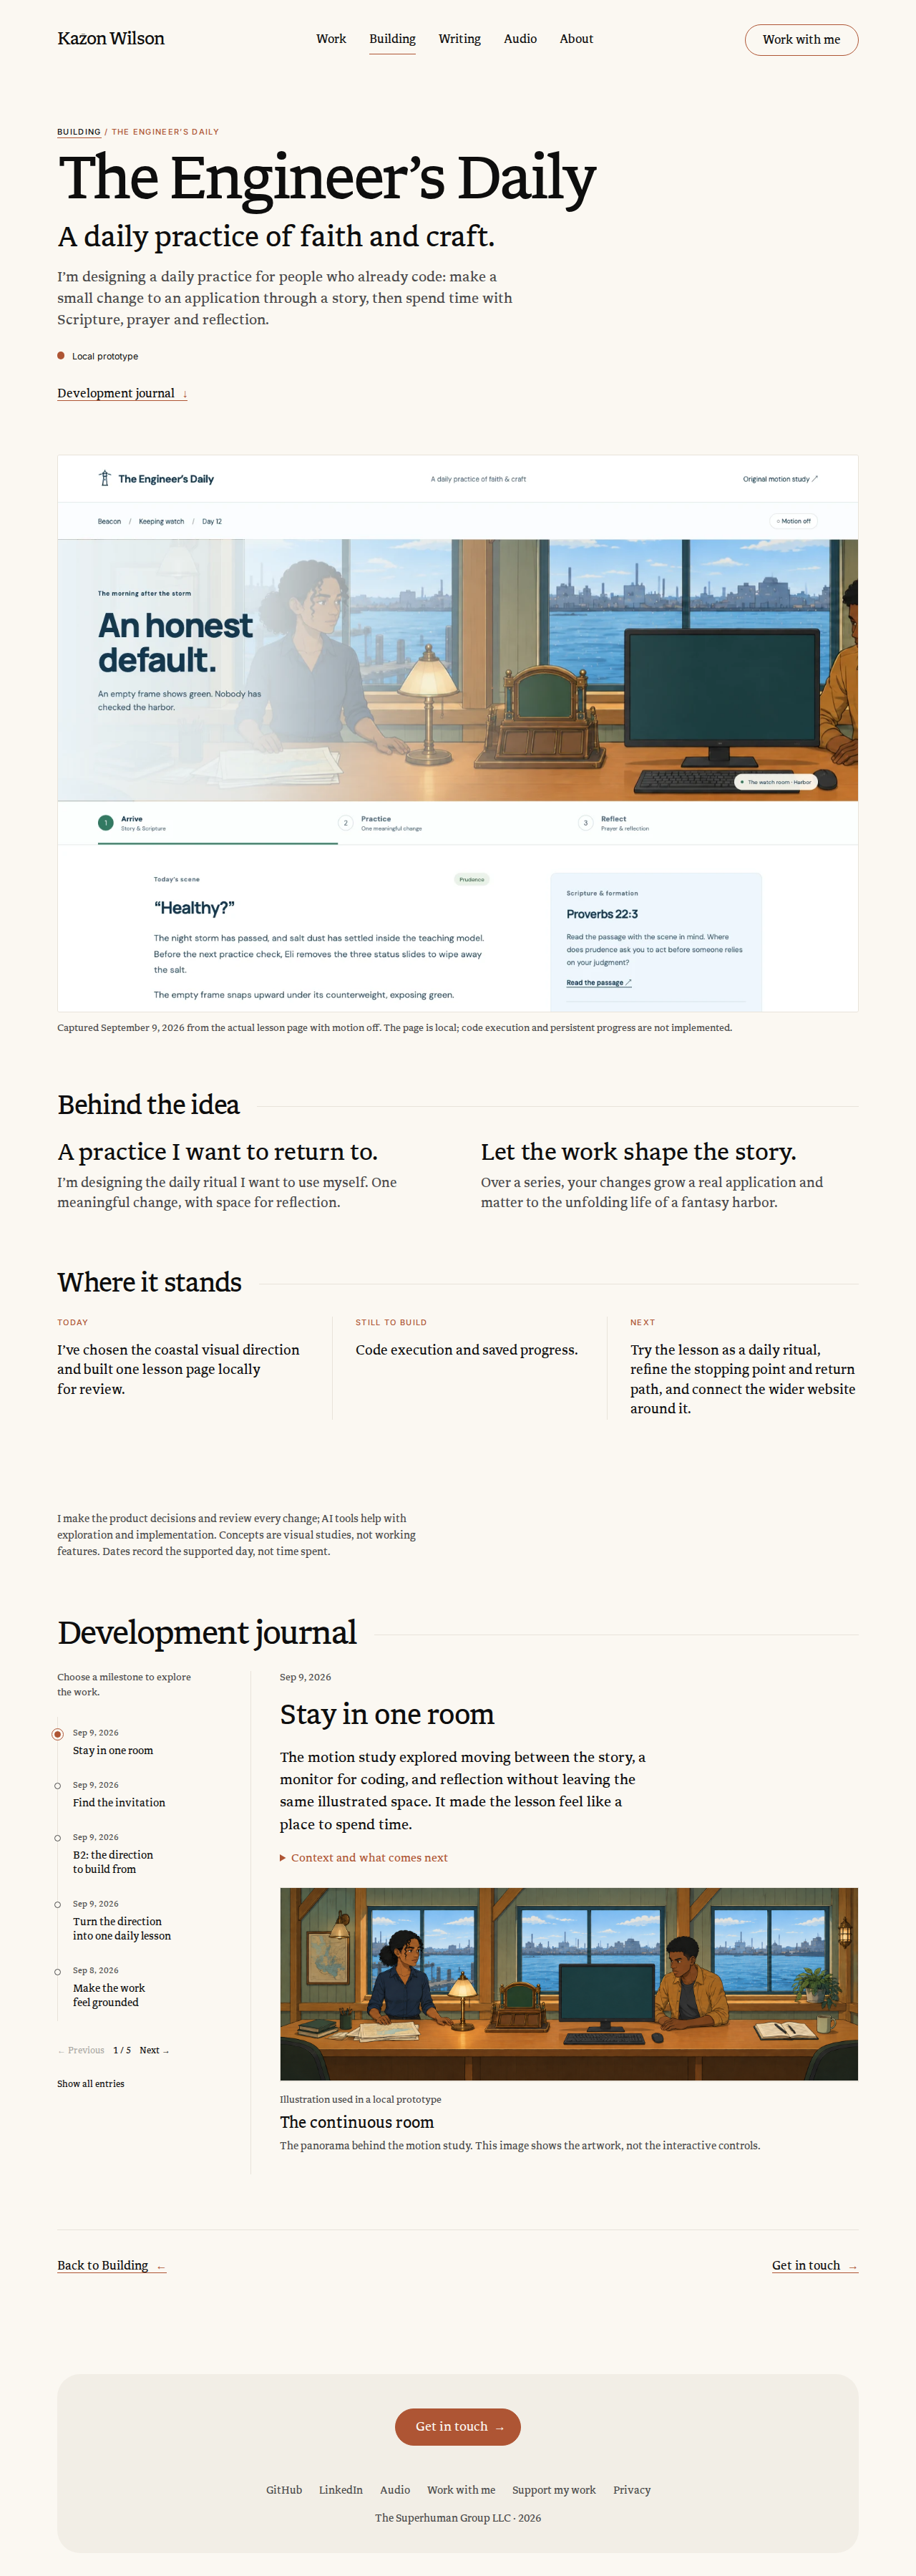 Kazon Wilson
Work Building Writing Audio About
Work with me
BUILDING / THE ENGINEER'S DAILY
The Engineer's Daily
A daily practice of faith and craft.
I'm designing a daily practice for people who already code: make a
small change to an application through a story, then spend time with
Scripture, prayer and reflection.
Local prototype
Development journal ↓
The Engineer's Daily
A daily practice of faith & craft
Original motion study ↗
Beacon / Keeping watch / Day 12
Motion off
The morning after the storm
An honest
default.
An empty frame shows green. Nobody has
checked the harbor.
The watch room · Harbor
1 Arrive
Story & Scripture
2 Practice
One meaningful change
3 Reflect
Prayer & reflection
Today's scene
Prudence
"Healthy?"
The night storm has passed, and salt dust has settled inside the teaching model.
Before the next practice check, Eli removes the three status slides to wipe away
the salt.
The empty frame snaps upward under its counterweight, exposing green.
Scripture & formation
Proverbs 22:3
Read the passage with the scene in mind. Where
does prudence ask you to act before someone relies
on your judgment?
Read the passage ↗
Captured September 9, 2026 from the actual lesson page with motion off. The page is local; code execution and persistent progress are not implemented.
Behind the idea
A practice I want to return to.
I'm designing the daily ritual I want to use myself. One
meaningful change, with space for reflection.
Let the work shape the story.
Over a series, your changes grow a real application and
matter to the unfolding life of a fantasy harbor.
Where it stands
TODAY
I've chosen the coastal visual direction
and built one lesson page locally
for review.
STILL TO BUILD
Code execution and saved progress.
NEXT
Try the lesson as a daily ritual,
refine the stopping point and return
path, and connect the wider website
around it.
I make the product decisions and review every change; AI tools help with
exploration and implementation. Concepts are visual studies, not working
features. Dates record the supported day, not time spent.
Development journal
Choose a milestone to explore
the work.
Sep 9, 2026
Stay in one room
Sep 9, 2026
Find the invitation
Sep 9, 2026
B2: the direction
to build from
Sep 9, 2026
Turn the direction
into one daily lesson
Sep 8, 2026
Make the work
feel grounded
← Previous 1 / 5 Next →
Show all entries
Sep 9, 2026
Stay in one room
The motion study explored moving between the story, a
monitor for coding, and reflection without leaving the
same illustrated space. It made the lesson feel like a
place to spend time.
▶ Context and what comes next
Illustration used in a local prototype
The continuous room
The panorama behind the motion study. This image shows the artwork, not the interactive controls.
Back to Building ←
Get in touch →
Get in touch →
GitHub LinkedIn Audio Work with me Support my work Privacy
The Superhuman Group LLC · 2026